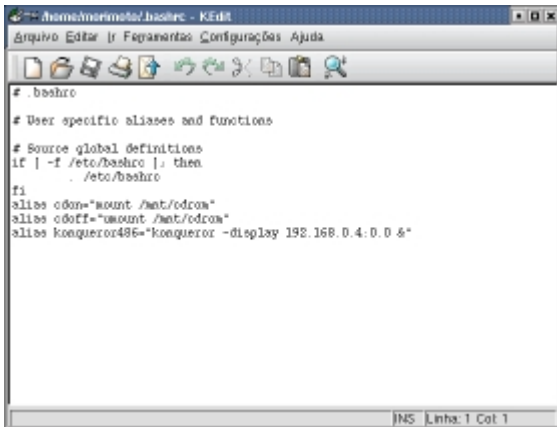 /home/morimoto/.bashrc - KEdit
Arquivo Editar Ir Ferramentas Configurações Ajuda
# .bashrc
# User specific aliases and functions
# Source global definitions
if [ -f /etc/bashrc ]; then
. /etc/bashrc
fi
alias cdon="mount /mnt/cdrom"
alias cdoff="umount /mnt/cdrom"
alias konqueror486="konqueror -display 192.168.0.4:0.0 &"
INS Linha: 1 Col: 1